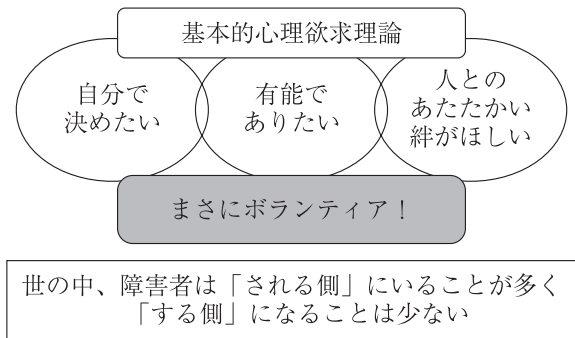 基本的心理欲求理論
自分で
決めたい
有能で
ありたい
人との
あたたかい
絆がほしい
まさにボランティア！
世の中、障害者は「される側」にいることが多く
「する側」になることは少ない